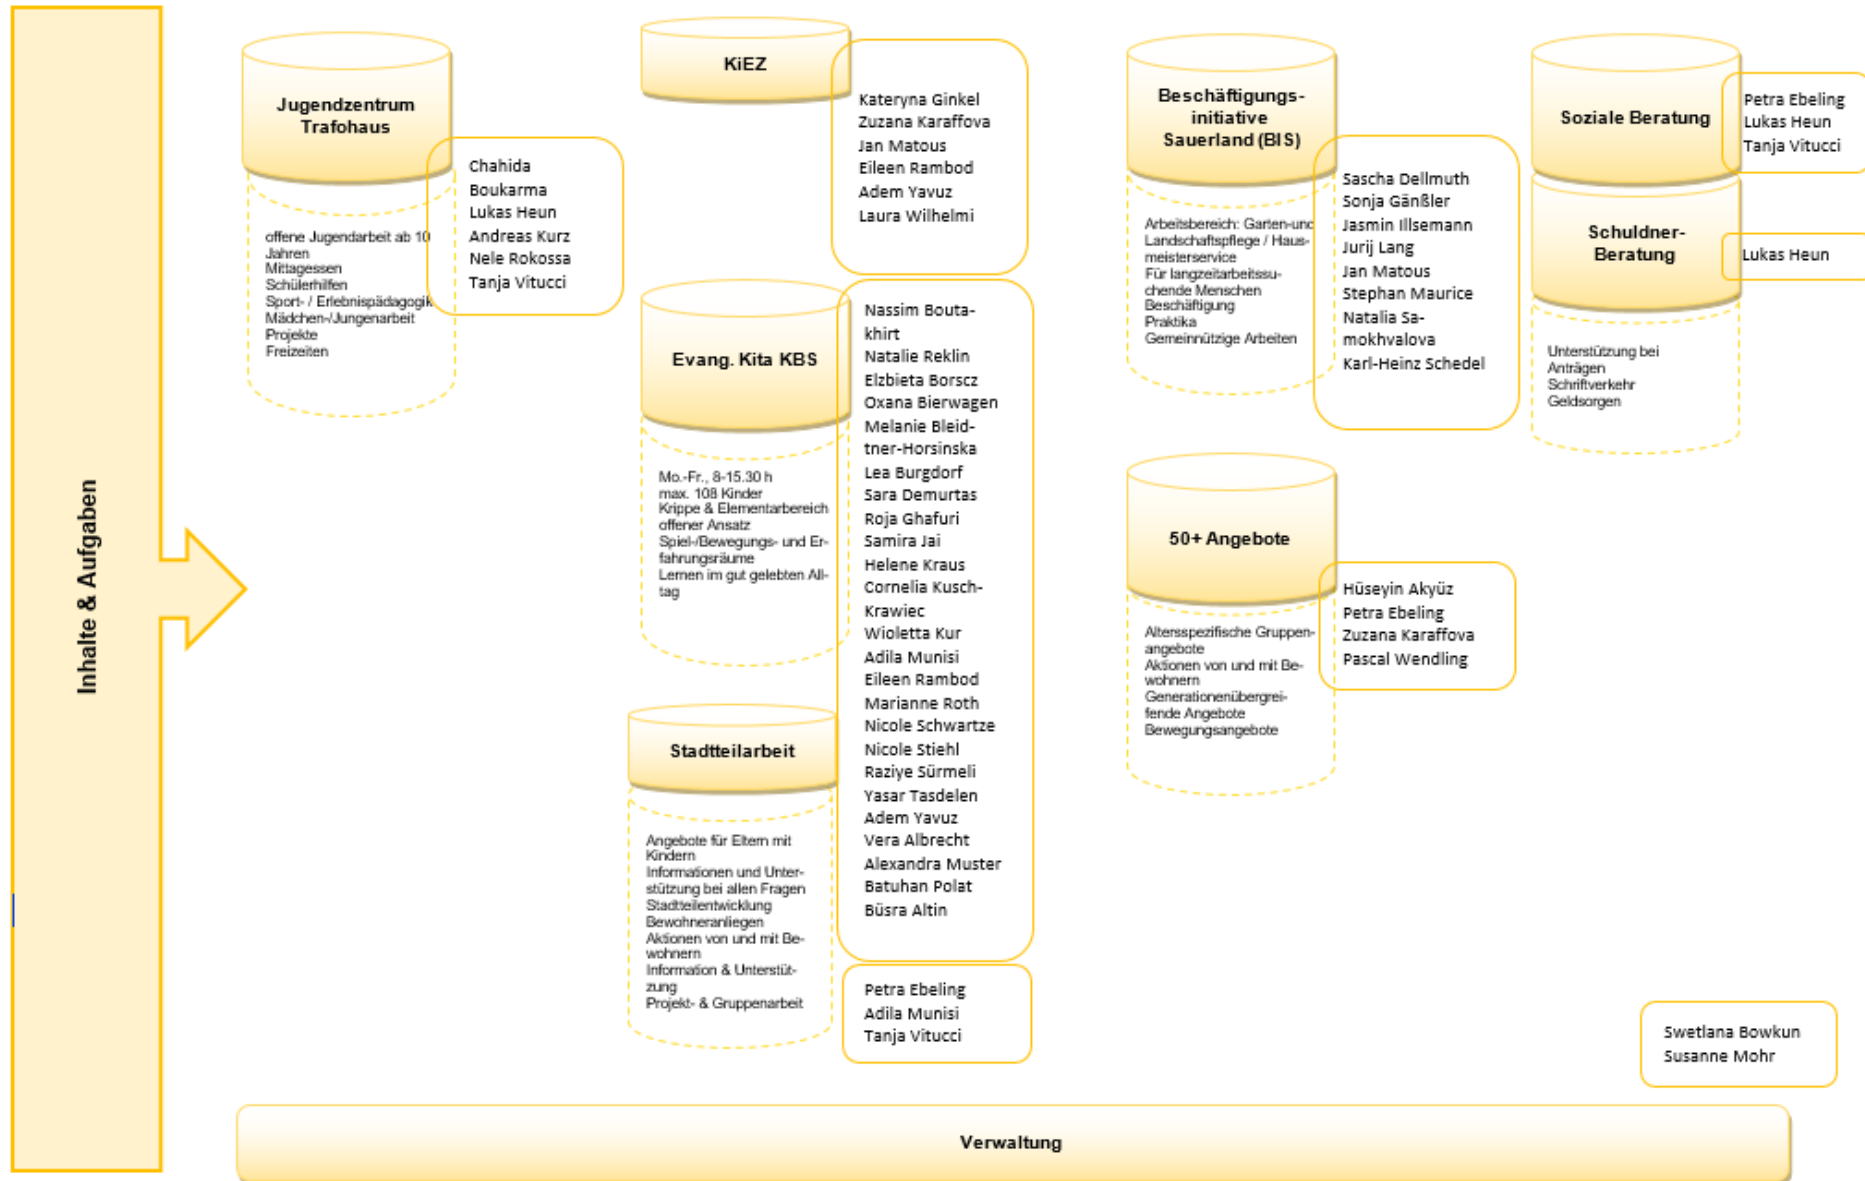 Inhalte & Aufgaben
Jugendzentrum
Trafohaus
Chahida
Boukarma
Lukas Heun
Andreas Kurz
Nele Rokossa
Tanja Vitucci
offene Jugendarbeit ab 10
Jahren
Mittagessen
Schülerhilfen
Sport- / Erlebnispädagogik
Mädchen-/Jungenarbeit
Projekte
Freizeiten
KiEZ
Kateryna Ginkel
Zuzana Karaffova
Jan Matous
Eileen Rambod
Adem Yavuz
Laura Wilhelmi
Evang. Kita KBS
Mo.-Fr., 8-15.30 h
max. 108 Kinder
Krippe & Elementarbereich
offener Ansatz
Spiel-/Bewegungs- und Er-
fahrungsräume
Lernen im gut gelebten All-
tag
Nassim Bouta-
khirt
Natalie Reklin
Elzbieta Borscz
Oxana Bierwagen
Melanie Bleid-
tner-Horsinska
Lea Burgdorf
Sara Demurtas
Roja Ghafuri
Samira Jai
Helene Kraus
Cornelia Kusch-
Krawiec
Wioletta Kur
Adila Munisi
Eileen Rambod
Marianne Roth
Nicole Schwartze
Nicole Stiehl
Raziye Sürmeli
Yasar Tasdelen
Adem Yavuz
Vera Albrecht
Alexandra Muster
Batuhan Polat
Büsra Altin
Stadtteilarbeit
Angebote für Eltern mit
Kindern
Informationen und Unter-
stützung bei allen Fragen
Stadtteilentwicklung
Bewohneranliegen
Aktionen von und mit Be-
wohnern
Information & Unterstüt-
zung
Projekt- & Gruppenarbeit
Petra Ebeling
Adila Munisi
Tanja Vitucci
Beschäftigungs-
initiative
Sauerland (BIS)
Arbeitsbereich: Garten-und
Landschaftspflege / Haus-
meisterservice
Für langzeitarbeitssu-
chende Menschen
Beschäftigung
Praktika
Gemeinnützige Arbeiten
Sascha Dellmuth
Sonja Gänßler
Jasmin Illsemann
Jurij Lang
Jan Matous
Stephan Maurice
Natalia Sa-
mokhvalova
Karl-Heinz Schedel
50+ Angebote
Altersspezifische Gruppen-
angebote
Aktionen von und mit Be-
wohnern
Generationenübergrei-
fende Angebote
Bewegungsangebote
Hüseyin Akyüz
Petra Ebeling
Zuzana Karaffova
Pascal Wendling
Soziale Beratung
Petra Ebeling
Lukas Heun
Tanja Vitucci
Schuldner-
Beratung
Lukas Heun
Unterstützung bei
Anträgen
Schriftverkehr
Geldsorgen
Swetlana Bowkun
Susanne Mohr
Verwaltung